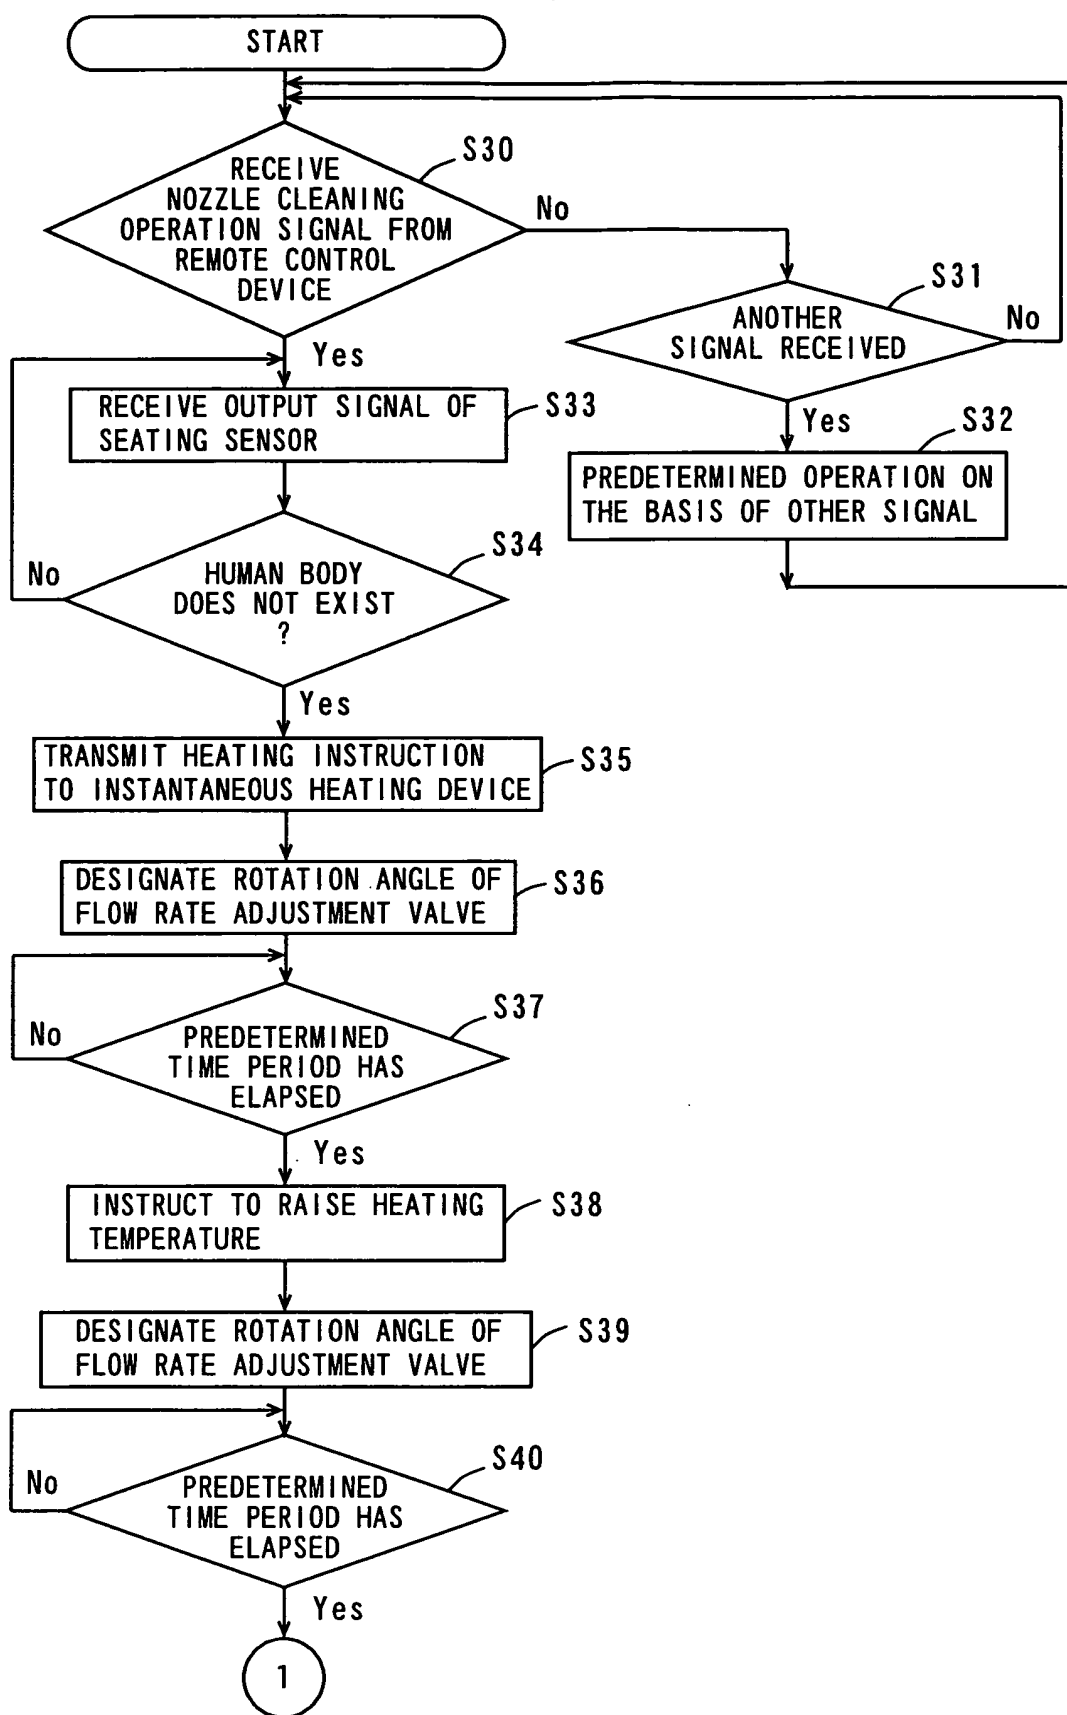 START
S30
RECEIVE
NOZZLE CLEANING
OPERATION SIGNAL FROM
REMOTE CONTROL
DEVICE
No
Yes
S31
ANOTHER
SIGNAL RECEIVED
No
Yes
S32
PREDETERMINED OPERATION ON
THE BASIS OF OTHER SIGNAL
S33
RECEIVE OUTPUT SIGNAL OF
SEATING SENSOR
S34
HUMAN BODY
DOES NOT EXIST
?
No
Yes
S35
TRANSMIT HEATING INSTRUCTION
TO INSTANTANEOUS HEATING DEVICE
S36
DESIGNATE ROTATION ANGLE OF
FLOW RATE ADJUSTMENT VALVE
S37
PREDETERMINED
TIME PERIOD HAS
ELAPSED
No
Yes
S38
INSTRUCT TO RAISE HEATING
TEMPERATURE
S39
DESIGNATE ROTATION ANGLE OF
FLOW RATE ADJUSTMENT VALVE
S40
PREDETERMINED
TIME PERIOD HAS
ELAPSED
No
Yes
1